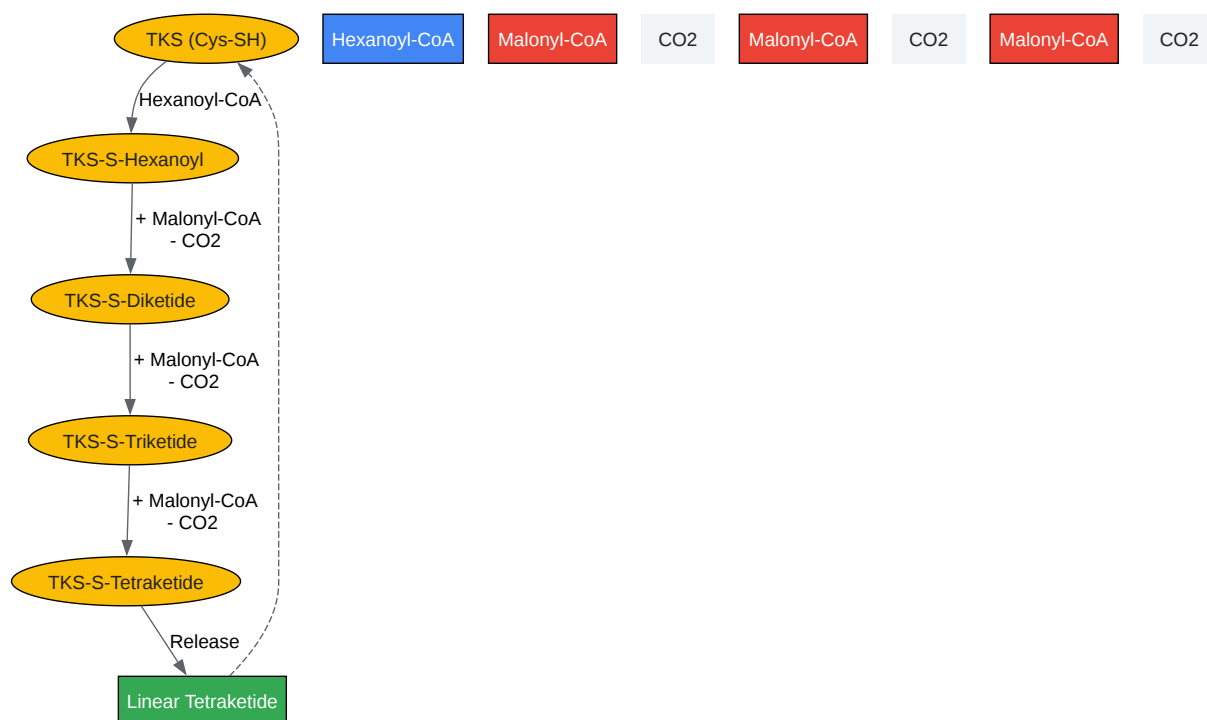 TKS (Cys-SH)
Hexanoyl-CoA
Malonyl-CoA
CO2
Malonyl-CoA
CO2
Malonyl-CoA
CO2
Hexanoyl-CoA
TKS-S-Hexanoyl
+ Malonyl-CoA
- CO2
TKS-S-Diketide
+ Malonyl-CoA
- CO2
TKS-S-Triketide
+ Malonyl-CoA
- CO2
TKS-S-Tetraketide
Release
Linear Tetraketide